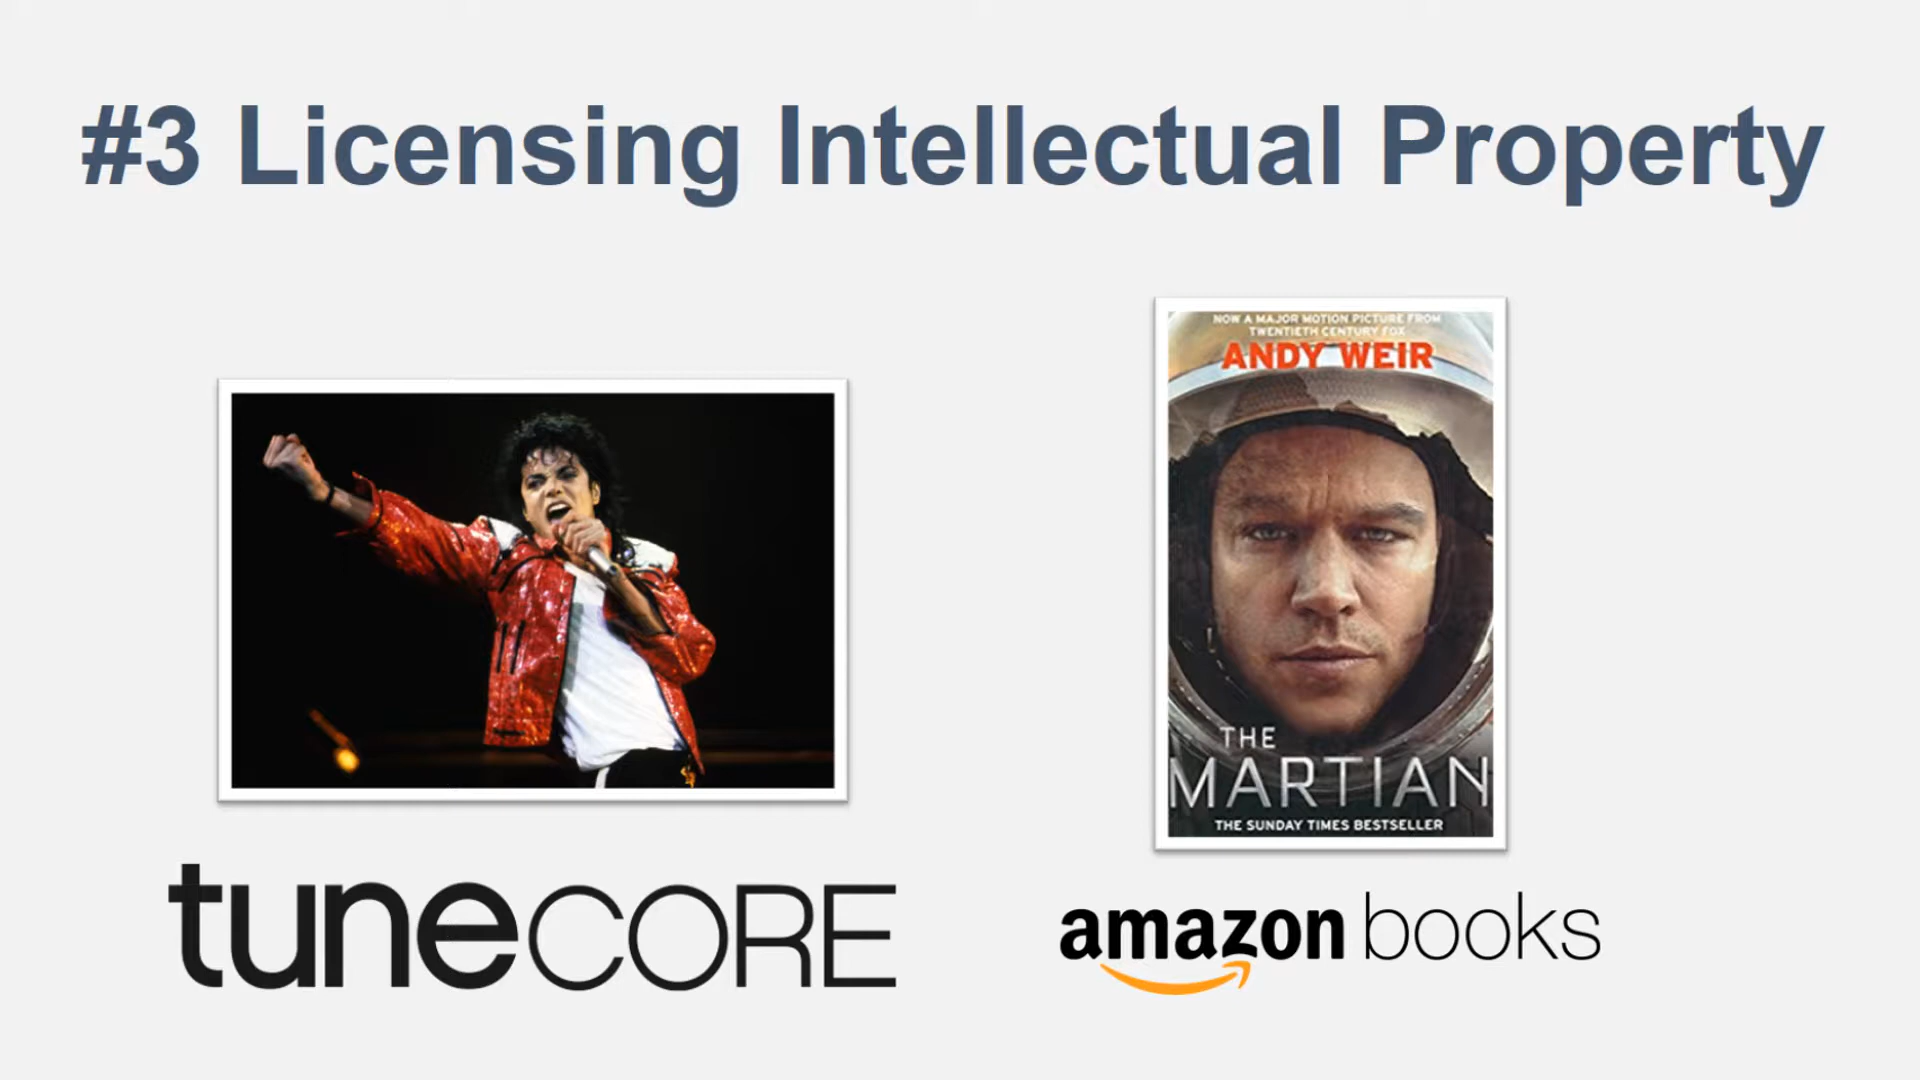 #3 Licensing Intellectual Property
NOW A MAJOR MOTION PICTURE FROM
TWENTIETH CENTURY FOX
ANDY WEIR
THE
MARTIAN
THE SUNDAY TIMES BESTSELLER
tuneCORE
amazon books